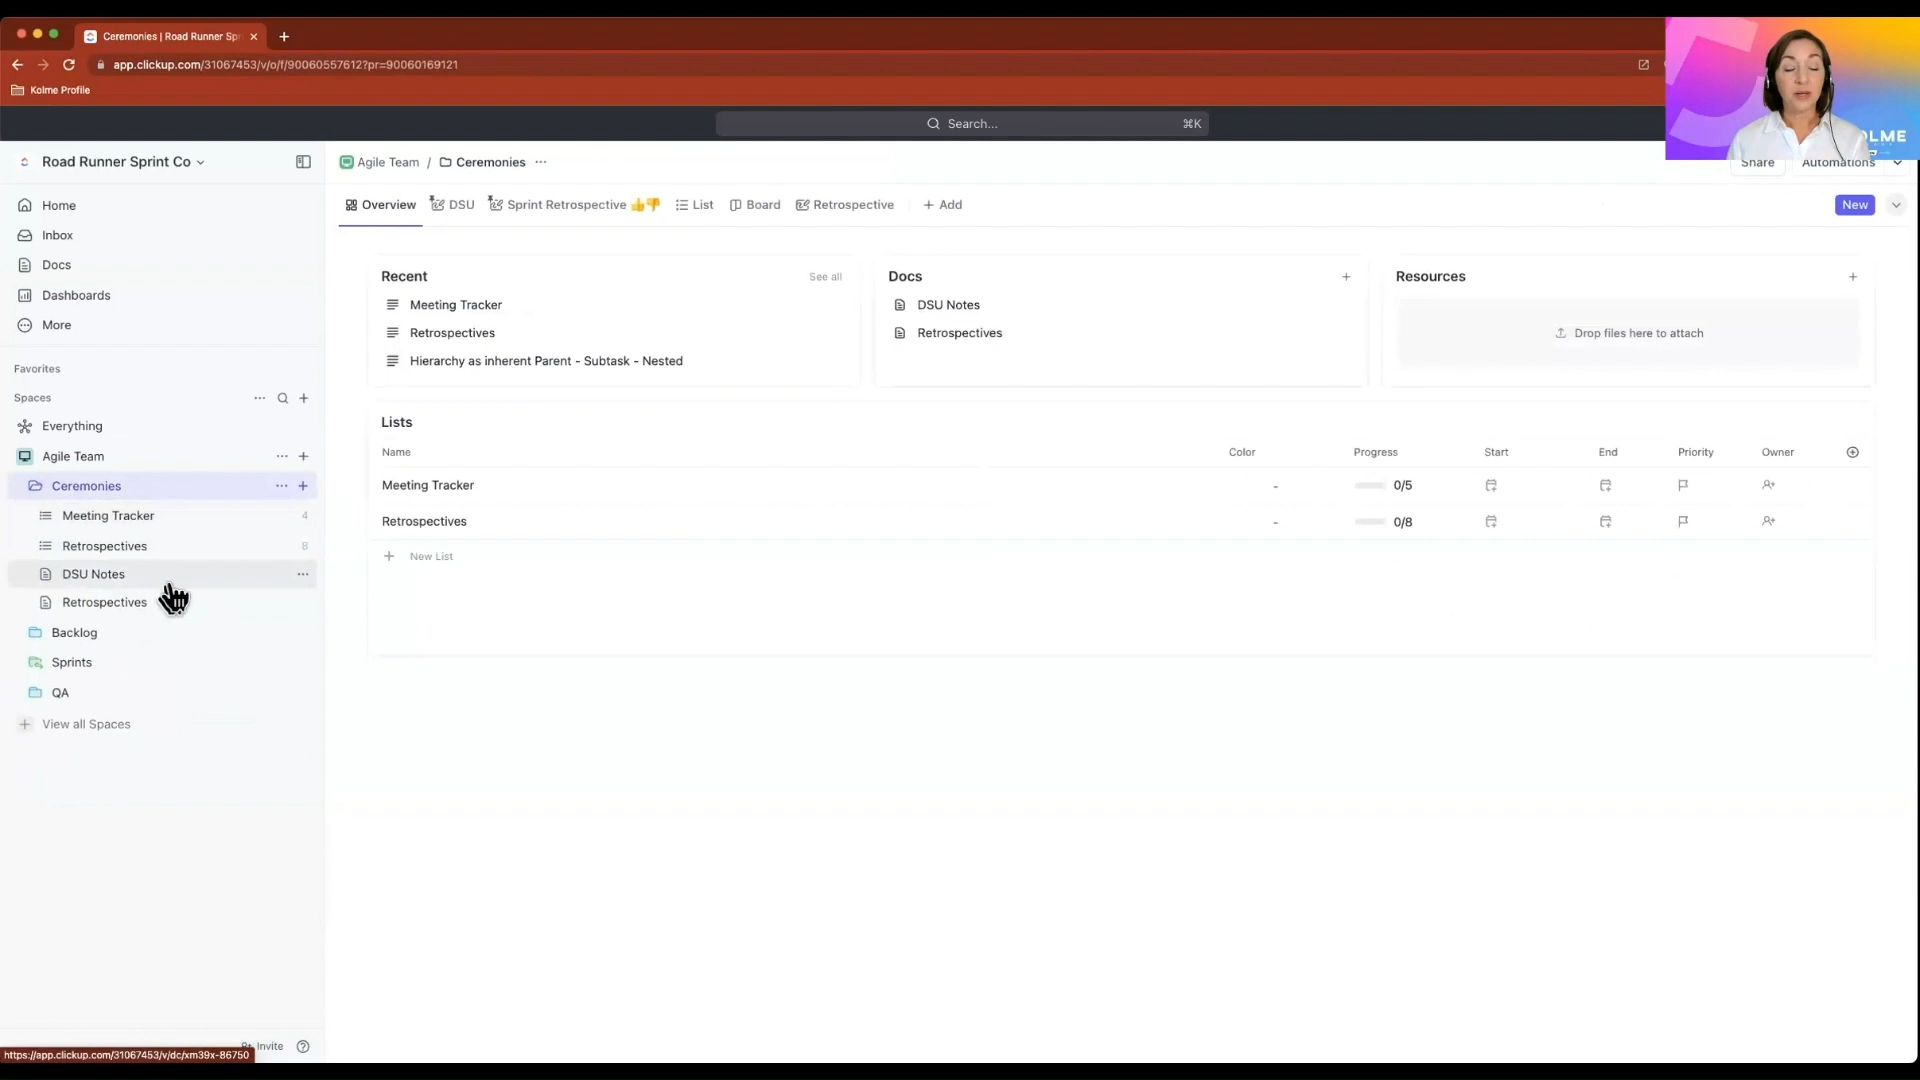 Ceremonies | Road Runner Spr
app.clickup.com/31067453/v/o/f/90060557612?pr=90060169121
Kolme Profile
Search...
⌘K
OLME
Road Runner Sprint Co
Agile Team / Ceremonies
Share
Automations
Home
Inbox
Docs
Dashboards
More
Overview
DSU
Sprint Retrospective 👍👎
List
Board
Retrospective
+ Add
New
Recent
See all
Meeting Tracker
Retrospectives
Hierarchy as inherent Parent - Subtask - Nested
Docs
DSU Notes
Retrospectives
Resources
Drop files here to attach
Favorites
Spaces
Everything
Agile Team
Ceremonies
Meeting Tracker 4
Retrospectives 8
DSU Notes
Retrospectives
Backlog
Sprints
QA
View all Spaces
Lists
Name Color Progress Start End Priority Owner
Meeting Tracker - 0/5
Retrospectives - 0/8
+ New List
Invite
https://app.clickup.com/31067453/v/dc/xm39x-86750